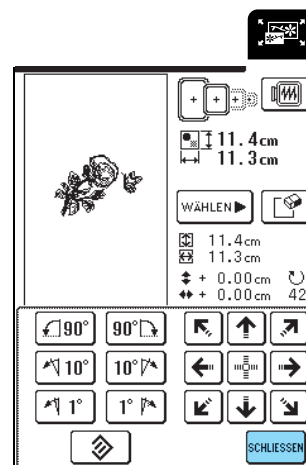 11.4cm
11.3cm
WÄHLEN
11.4cm
11.3cm
+ 0.00cm
+ 0.00cm 42
90° 90°
10° 10°
1° 1°
SCHLIESSEN